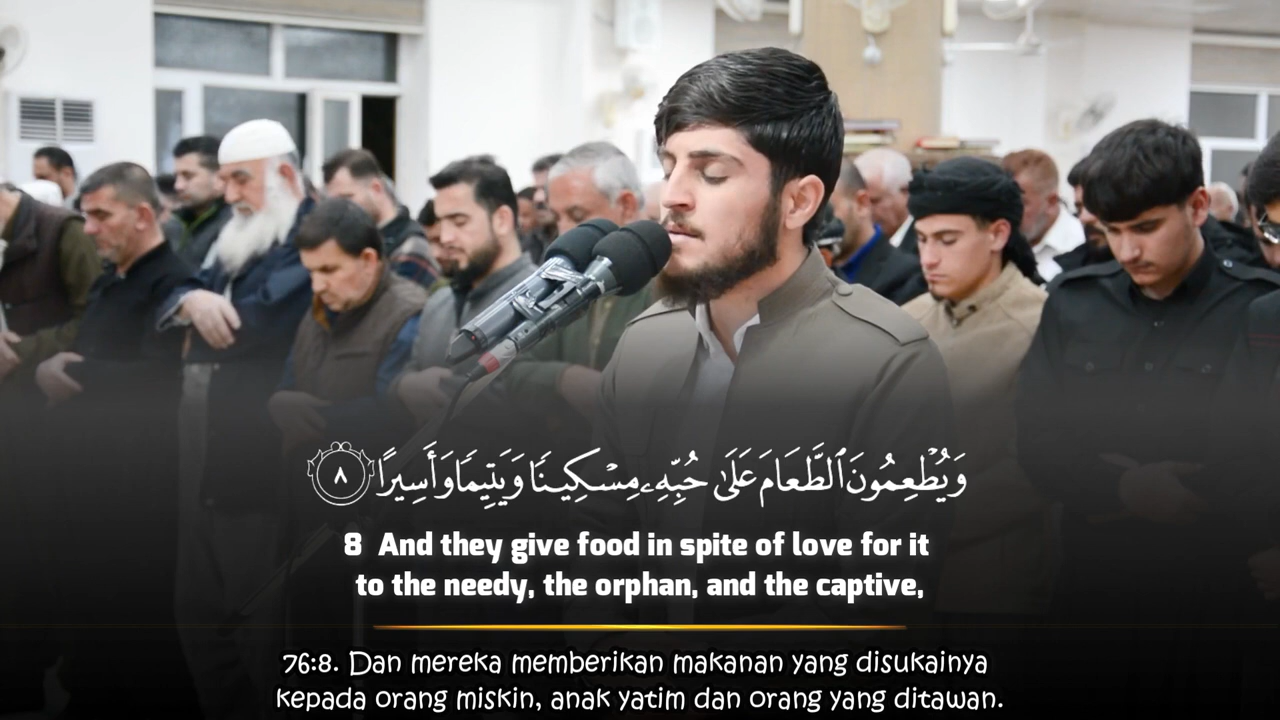 وَيُطْعِمُونَ ٱلطَّعَامَ عَلَىٰ حُبِّهِۦ مِسْكِينًا وَيَتِيمًا وَأَسِيرًا ٨
8 And they give food in spite of love for it
to the needy, the orphan, and the captive,
76:8. Dan mereka memberikan makanan yang disukainya
kepada orang miskin, anak yatim dan orang yang ditawan.